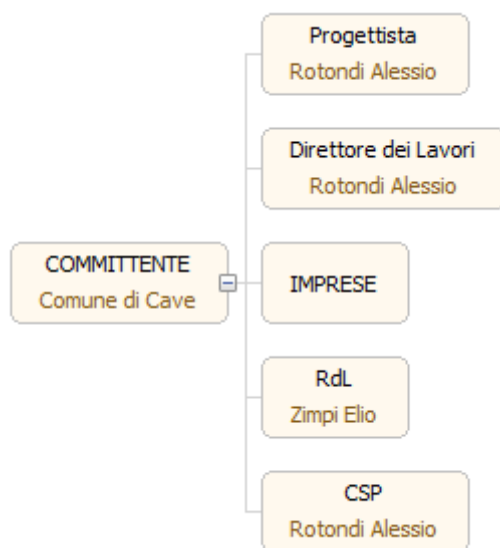 Progettista
Rotondi Alessio
Direttore dei Lavori
Rotondi Alessio
COMMITTENTE
Comune di Cave
IMPRESE
RdL
Zimpi Elio
CSP
Rotondi Alessio